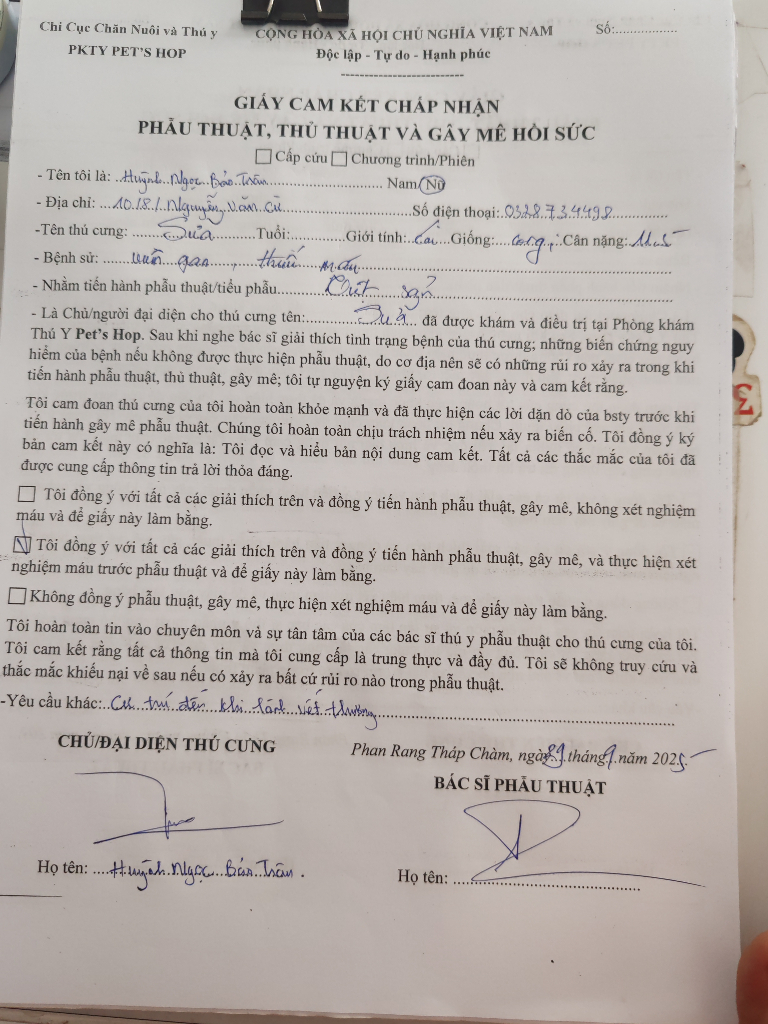 Chi Cục Chăn Nuôi và Thú y CỘNG HÒA XÃ HỘI CHỦ NGHĨA VIỆT NAM Số:.................
PKTY PET'S HOP Độc lập - Tự do - Hạnh phúc
-------------------------
GIẤY CAM KẾT CHẤP NHẬN
PHẪU THUẬT, THỦ THUẬT VÀ GÂY MÊ HỒI SỨC
☐ Cấp cứu ☐ Chương trình/Phiên
- Tên tôi là: Huỳnh Ngọc Bảo Trân Nam Nữ
- Địa chỉ: 10.18.1 Nguyễn Văn Cừ Số điện thoại: 0328734498
-Tên thú cưng: Sữa Tuổi:..............Giới tính: Cái Giống: Corgi Cân nặng:
- Bệnh sử: viêm gan, thiếu máu
- Nhằm tiến hành phẫu thuật/tiểu phẫu
- Là Chủ/người đại diện cho thú cưng tên: Sữa đã được khám và điều trị tại Phòng khám
Thú Y Pet's Hop. Sau khi nghe bác sĩ giải thích tình trạng bệnh của thú cưng; những biến chứng nguy
hiểm của bệnh nếu không được thực hiện phẫu thuật, do cơ địa nên sẽ có những rủi ro xảy ra trong khi
tiến hành phẫu thuật, thủ thuật, gây mê; tôi tự nguyện ký giấy cam đoan này và cam kết rằng.
Tôi cam đoan thú cưng của tôi hoàn toàn khỏe mạnh và đã thực hiện các lời dặn dò của bsty trước khi
tiến hành gây mê phẫu thuật. Chúng tôi hoàn toàn chịu trách nhiệm nếu xảy ra biến cố. Tôi đồng ý ký
bản cam kết này có nghĩa là: Tôi đọc và hiểu bản nội dung cam kết. Tất cả các thắc mắc của tôi đã
được cung cấp thông tin trả lời thỏa đáng.
☐ Tôi đồng ý với tất cả các giải thích trên và đồng ý tiến hành phẫu thuật, gây mê, không xét nghiệm
máu và để giấy này làm bằng.
☑ Tôi đồng ý với tất cả các giải thích trên và đồng ý tiến hành phẫu thuật, gây mê, và thực hiện xét
nghiệm máu trước phẫu thuật và để giấy này làm bằng.
☐ Không đồng ý phẫu thuật, gây mê, thực hiện xét nghiệm máu và để giấy này làm bằng.
Tôi hoàn toàn tin vào chuyên môn và sự tân tâm của các bác sĩ thú y phẫu thuật cho thú cưng của tôi.
Tôi cam kết rằng tất cả thông tin mà tôi cung cấp là trung thực và đầy đủ. Tôi sẽ không truy cứu và
thắc mắc khiếu nại về sau nếu có xảy ra bất cứ rủi ro nào trong phẫu thuật.
-Yêu cầu khác: Cư trú đến khi lành vết thương
CHỦ/ĐẠI DIỆN THÚ CƯNG Phan Rang Tháp Chàm, ngày 29 tháng 9 năm 2025
BÁC SĨ PHẪU THUẬT
Họ tên: Huỳnh Ngọc Bảo Trân. Họ tên: .......................................